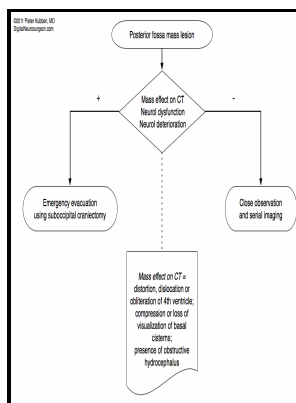 ©2011 Pieter Kubben, MD
DigitalNeurosurgeon.com
Posterior fossa mass lesion
+
Mass effect on CT
Neurol dysfunction
Neurol deterioration
-
Emergency evacuation
using suboccipital craniectomy
Close observation
and serial imaging
Mass effect on CT =
distortion, dislocation or
obliteration of 4th ventricle;
compression or loss of
visualization of basal
cisterns;
presence of obstructive
hydrocephalus